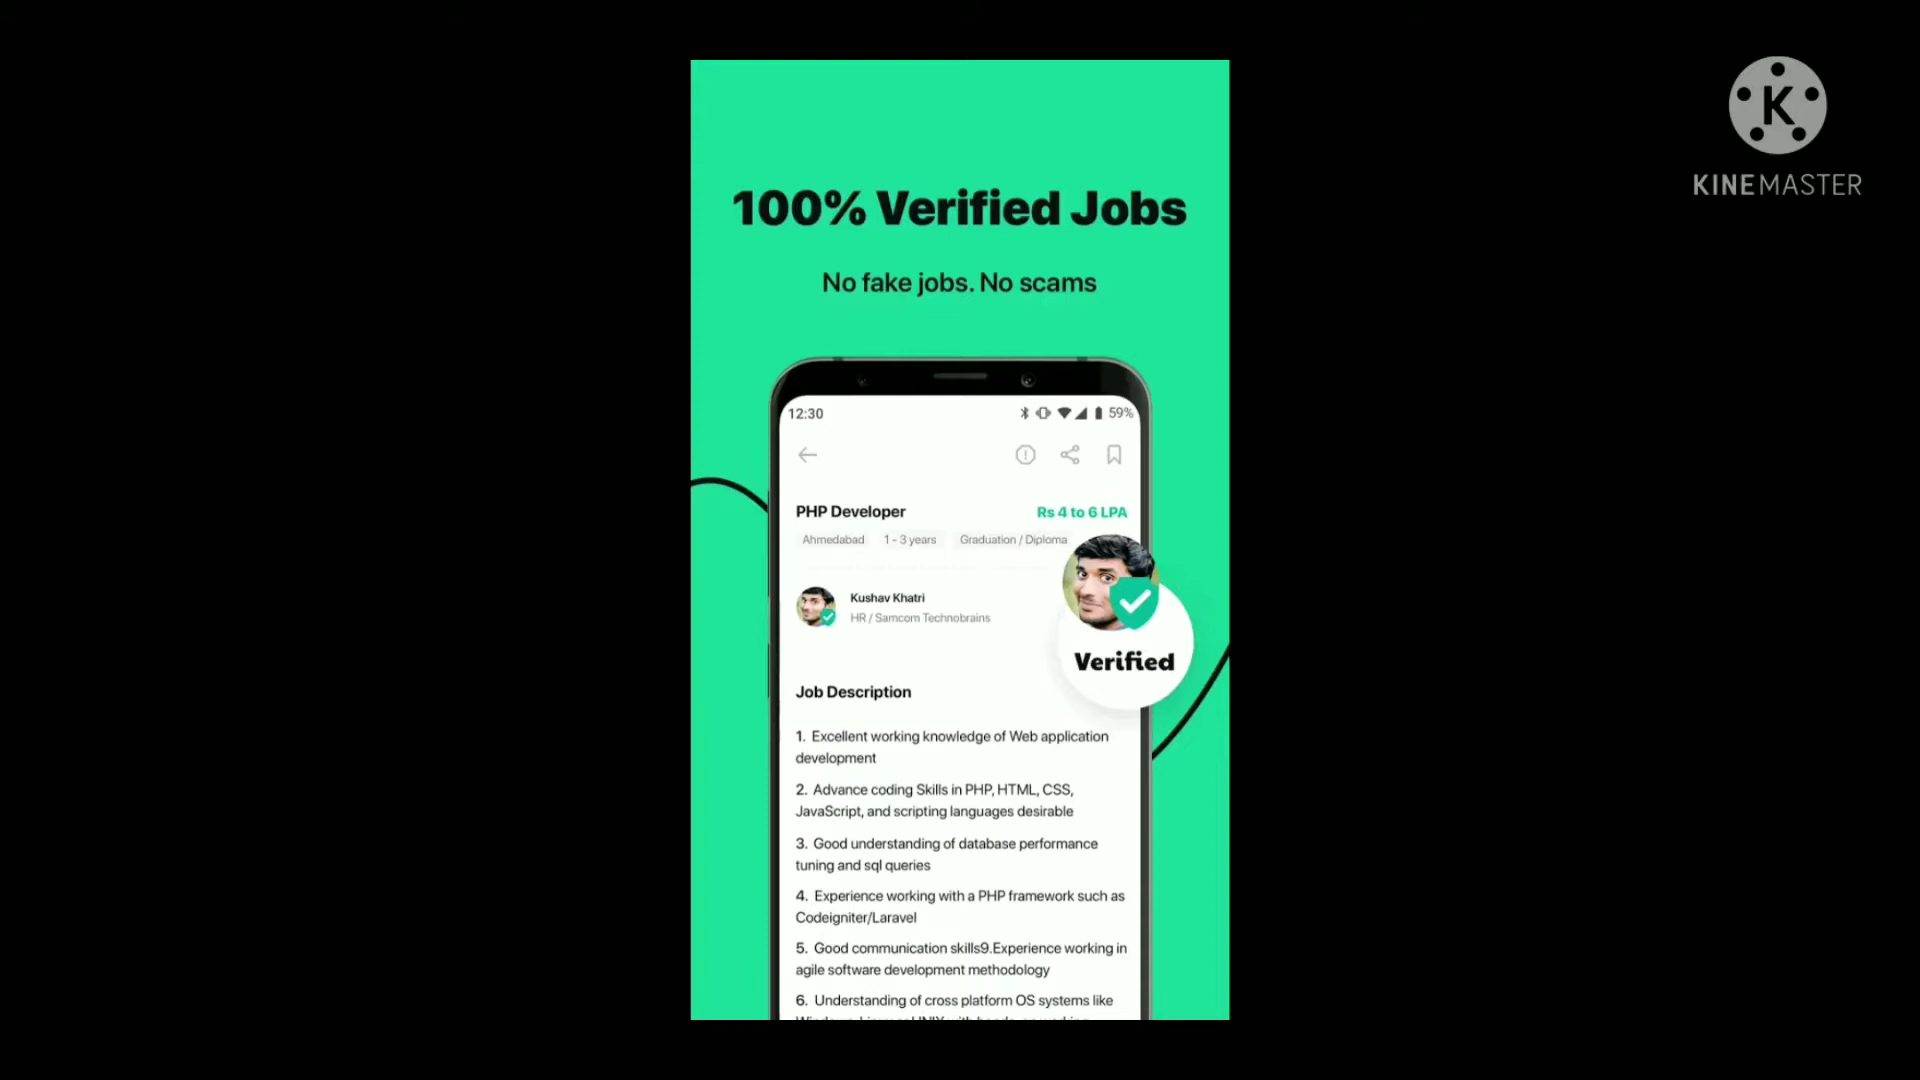 KINEMASTER
100% Verified Jobs
No fake jobs. No scams
12:30
59%
PHP Developer
Rs 4 to 6 LPA
Ahmedabad 1 - 3 years Graduation / Diploma
Kushav Khatri
HR / Samcom Technobrains
Verified
Job Description
1. Excellent working knowledge of Web application
development
2. Advance coding Skills in PHP, HTML, CSS,
JavaScript, and scripting languages desirable
3. Good understanding of database performance
tuning and sql queries
4. Experience working with a PHP framework such as
Codeigniter/Laravel
5. Good communication skills9.Experience working in
agile software development methodology
6. Understanding of cross platform OS systems like